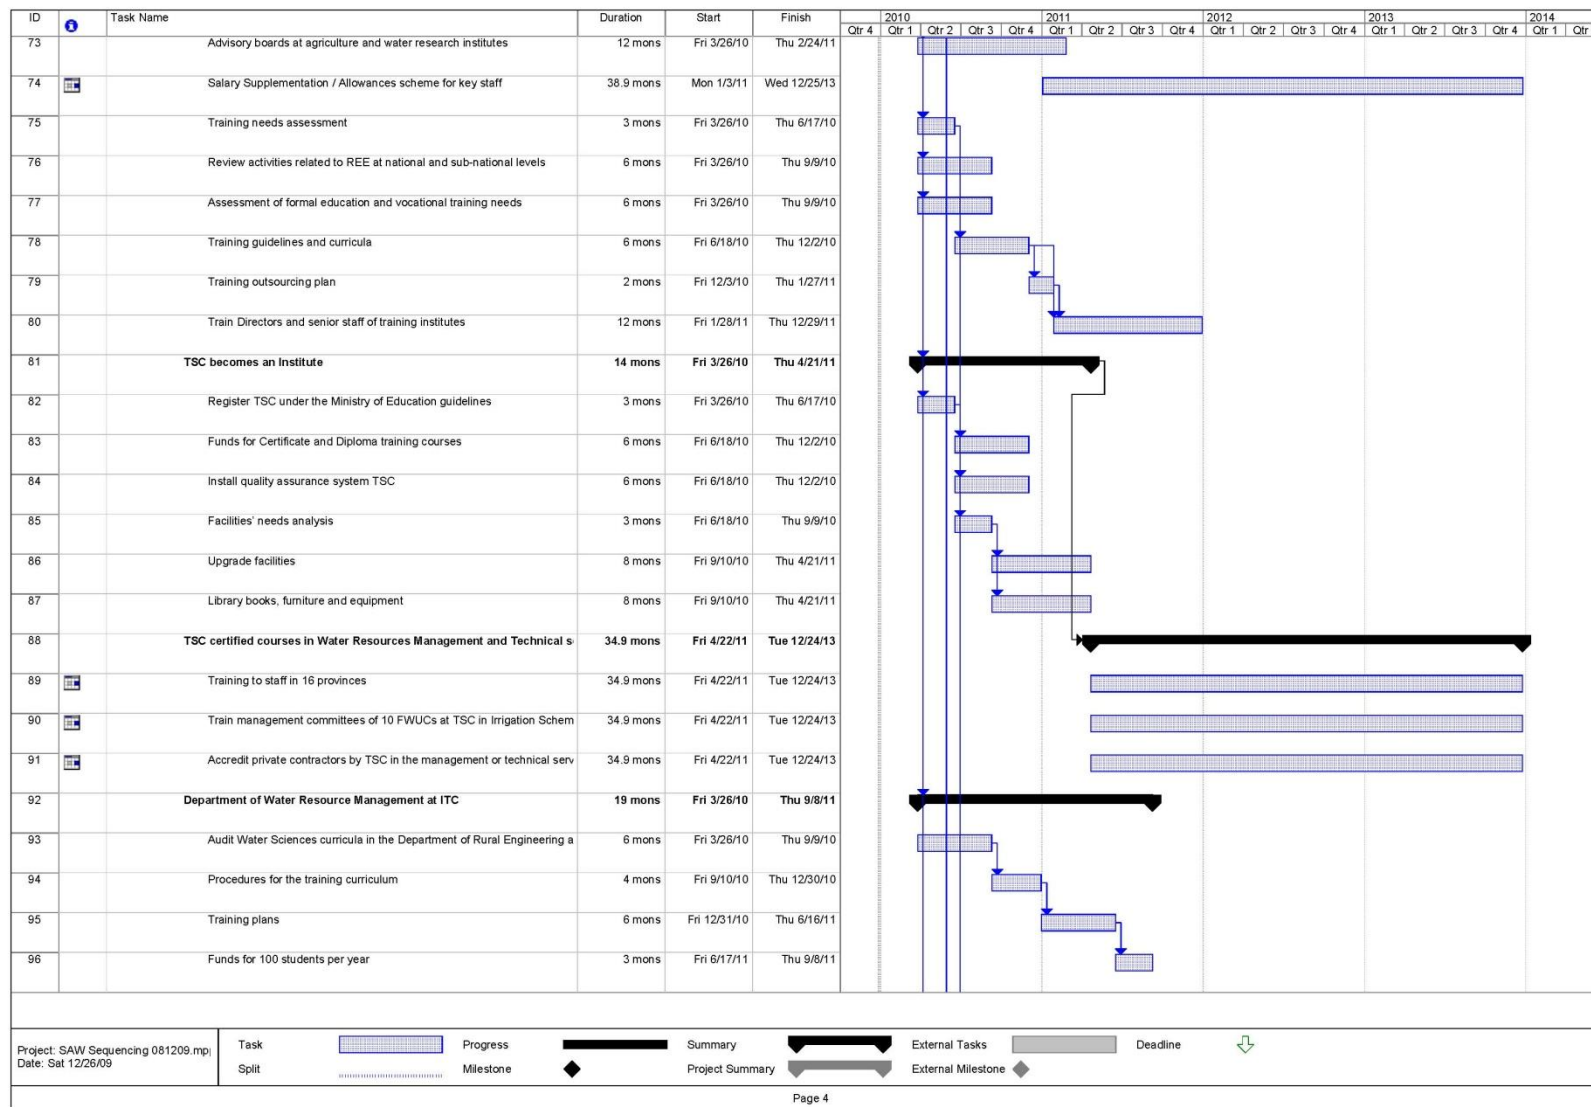 ID Task Name Duration Start Finish 2010 2011 2012 2013 2014
Qtr 4 Qtr 1 Qtr 2 Qtr 3 Qtr 4 Qtr 1 Qtr 2 Qtr 3 Qtr 4 Qtr 1 Qtr 2 Qtr 3 Qtr 4 Qtr 1 Qtr 2 Qtr 3 Qtr 4 Qtr 1 Qtr
73 Advisory boards at agriculture and water research institutes 12 mons Fri 3/26/10 Thu 2/24/11
74 Salary Supplementation / Allowances scheme for key staff 38.9 mons Mon 1/3/11 Wed 12/25/13
75 Training needs assessment 3 mons Fri 3/26/10 Thu 6/17/10
76 Review activities related to REE at national and sub-national levels 6 mons Fri 3/26/10 Thu 9/9/10
77 Assessment of formal education and vocational training needs 6 mons Fri 3/26/10 Thu 9/9/10
78 Training guidelines and curricula 6 mons Fri 6/18/10 Thu 12/2/10
79 Training outsourcing plan 2 mons Fri 12/3/10 Thu 1/27/11
80 Train Directors and senior staff of training institutes 12 mons Fri 1/28/11 Thu 12/29/11
81 TSC becomes an Institute 14 mons Fri 3/26/10 Thu 4/21/11
82 Register TSC under the Ministry of Education guidelines 3 mons Fri 3/26/10 Thu 6/17/10
83 Funds for Certificate and Diploma training courses 6 mons Fri 6/18/10 Thu 12/2/10
84 Install quality assurance system TSC 6 mons Fri 6/18/10 Thu 12/2/10
85 Facilities' needs analysis 3 mons Fri 6/18/10 Thu 9/9/10
86 Upgrade facilities 8 mons Fri 9/10/10 Thu 4/21/11
87 Library books, furniture and equipment 8 mons Fri 9/10/10 Thu 4/21/11
88 TSC certified courses in Water Resources Management and Technical s 34.9 mons Fri 4/22/11 Tue 12/24/13
89 Training to staff in 16 provinces 34.9 mons Fri 4/22/11 Tue 12/24/13
90 Train management committees of 10 FWUCs at TSC in Irrigation Schem 34.9 mons Fri 4/22/11 Tue 12/24/13
91 Accredit private contractors by TSC in the management or technical serv 34.9 mons Fri 4/22/11 Tue 12/24/13
92 Department of Water Resource Management at ITC 19 mons Fri 3/26/10 Thu 9/8/11
93 Audit Water Sciences curricula in the Department of Rural Engineering a 6 mons Fri 3/26/10 Thu 9/9/10
94 Procedures for the training curriculum 4 mons Fri 9/10/10 Thu 12/30/10
95 Training plans 6 mons Fri 12/31/10 Thu 6/16/11
96 Funds for 100 students per year 3 mons Fri 6/17/11 Thu 9/8/11
Project: SAW Sequencing 081209.mp
Date: Sat 12/26/09
Task Progress Summary External Tasks Deadline
Split Milestone Project Summary External Milestone
Page 4